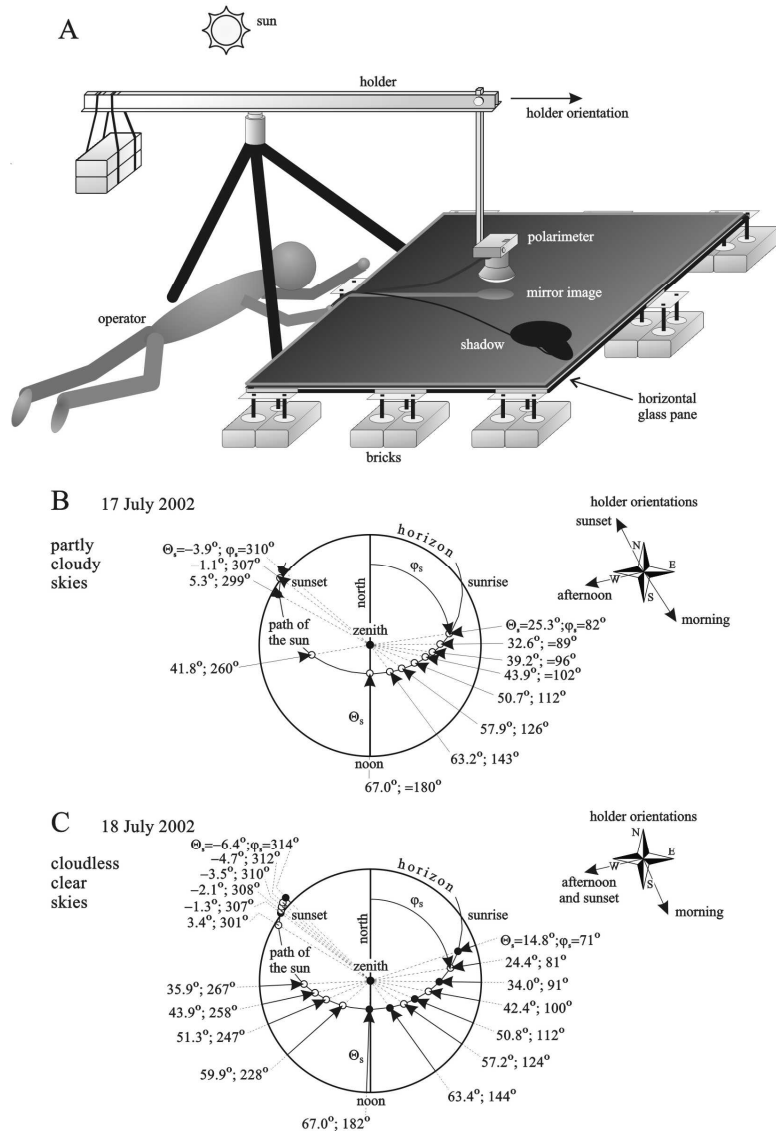 A
sun
holder
holder orientation
polarimeter
mirror image
operator
shadow
horizontal
glass pane
bricks
B 17 July 2002
partly
cloudy
skies
Θs=−3.9°; φs=310°
−1.1°; 307°
5.3°; 299°
sunset
path of
the sun
41.8°; 260°
horizon
north
φs
sunrise
zenith
Θs
noon
Θs=25.3°;φs=82°
32.6°; =89°
39.2°; =96°
43.9°; =102°
50.7°; 112°
57.9°; 126°
63.2°; 143°
67.0°; =180°
holder orientations
sunset
N
E
W
S
afternoon
morning
C 18 July 2002
cloudless
clear
skies
Θs=−6.4°;φs=314°
−4.7°; 312°
−3.5°; 310°
−2.1°; 308°
−1.3°; 307°
3.4°; 301°
sunset
path of
the sun
35.9°; 267°
43.9°; 258°
51.3°; 247°
59.9°; 228°
horizon
north
φs
sunrise
zenith
Θs
noon
Θs=14.8°;φs=71°
24.4°; 81°
34.0°; 91°
42.4°; 100°
50.8°; 112°
57.2°; 124°
63.4°; 144°
67.0°; 182°
holder orientations
N
E
W
S
afternoon
and sunset
morning